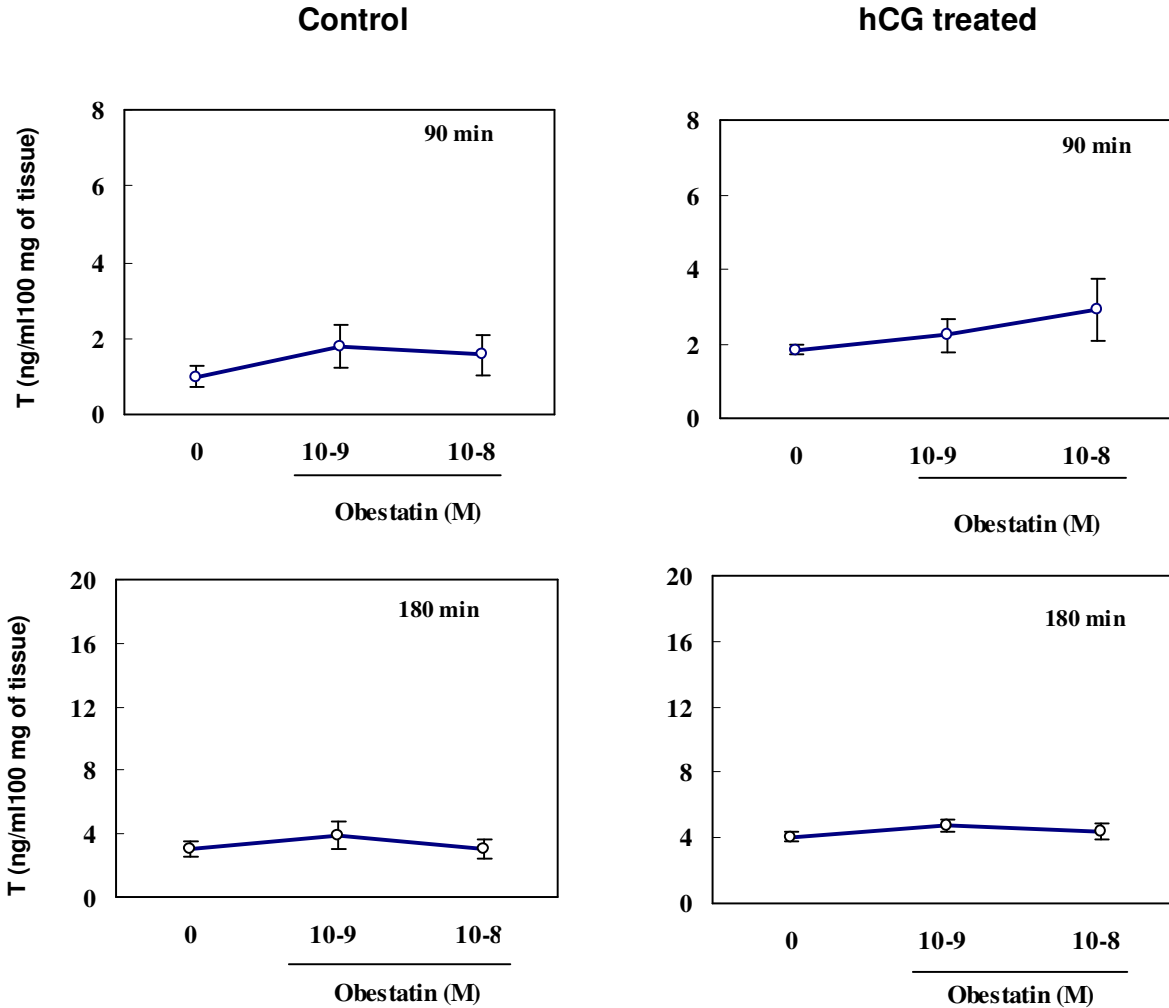 Control
hCG treated
T (ng/ml100 mg of tissue)
8
6
4
2
0
90 min
0
10-9
10-8
Obestatin (M)
8
6
4
2
0
90 min
0
10-9
10-8
Obestatin (M)
T (ng/ml100 mg of tissue)
20
16
12
8
4
0
180 min
0
10-9
10-8
Obestatin (M)
20
16
12
8
4
0
180 min
0
10-9
10-8
Obestatin (M)